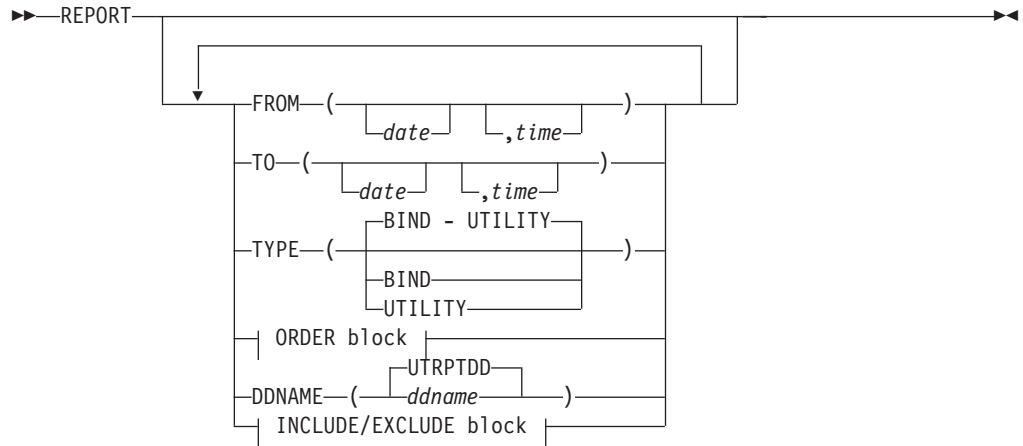 REPORT
FROM ( date ,time )
TO ( date ,time )
BIND - UTILITY
TYPE ( )
BIND
UTILITY
ORDER block
UTRPTDD
DDNAME ( ddname )
INCLUDE/EXCLUDE block